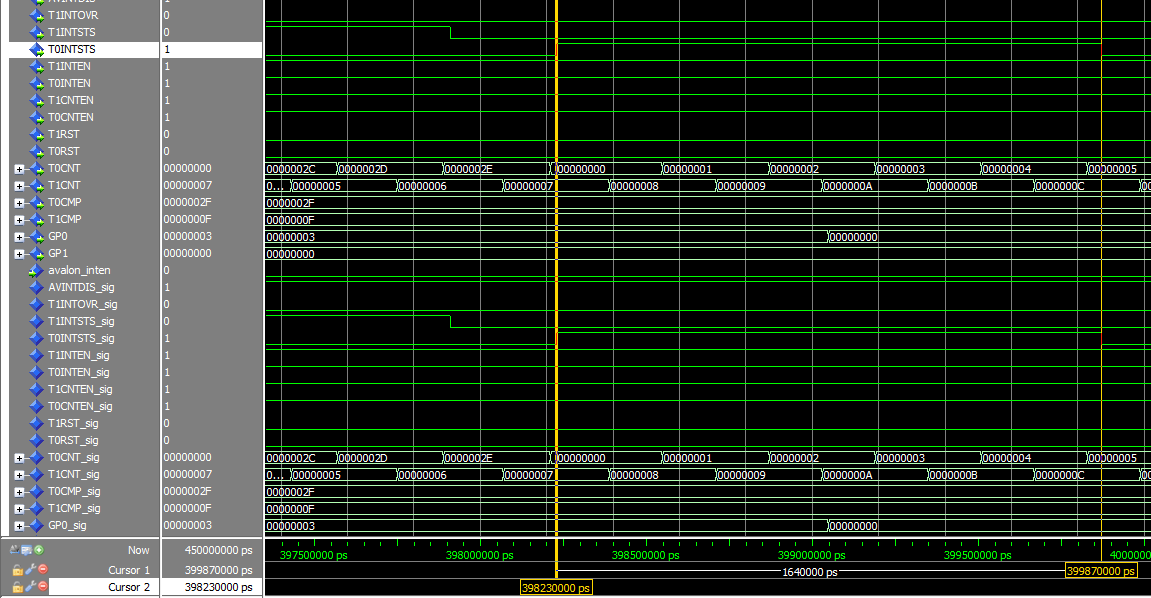 AVINTDIS 1
T1INTOVR 0
T1INTSTS 0
T0INTSTS 1
T1INTEN 1
T0INTEN 1
T1CNTEN 1
T0CNTEN 1
T1RST 0
T0RST 0
T0CNT 00000000 0000002C 0000002D 0000002E 00000000 00000001 00000002 00000003 00000004 00000005
T1CNT 00000007 0... 00000005 00000006 00000007 00000008 00000009 0000000A 0000000B 0000000C
T0CMP 0000002F 0000002F
T1CMP 0000000F 0000000F
GP0 00000003 00000003 00000000
GP1 00000000 00000000
avalon_inten 0
AVINTDIS_sig 1
T1INTOVR_sig 0
T1INTSTS_sig 0
T0INTSTS_sig 1
T1INTEN_sig 1
T0INTEN_sig 1
T1CNTEN_sig 1
T0CNTEN_sig 1
T1RST_sig 0
T0RST_sig 0
T0CNT_sig 00000000 0000002C 0000002D 0000002E 00000000 00000001 00000002 00000003 00000004 00000005
T1CNT_sig 00000007 0... 00000005 00000006 00000007 00000008 00000009 0000000A 0000000B 0000000C
T0CMP_sig 0000002F 0000002F
T1CMP_sig 0000000F 0000000F
GP0_sig 00000003 00000003 00000000
Now 450000000 ps 397500000 ps 398000000 ps 398500000 ps 399000000 ps 399500000 ps 4000000
Cursor 1 399870000 ps 1640000 ps 399870000 ps
Cursor 2 398230000 ps 398230000 ps